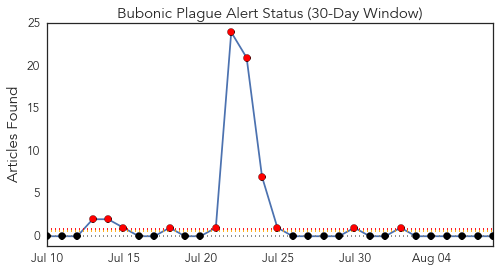 Bubonic Plague Alert Status (30-Day Window)
Articles Found
25
20
15
10
5
0
Jul 10 Jul 15 Jul 20 Jul 25 Jul 30 Aug 04